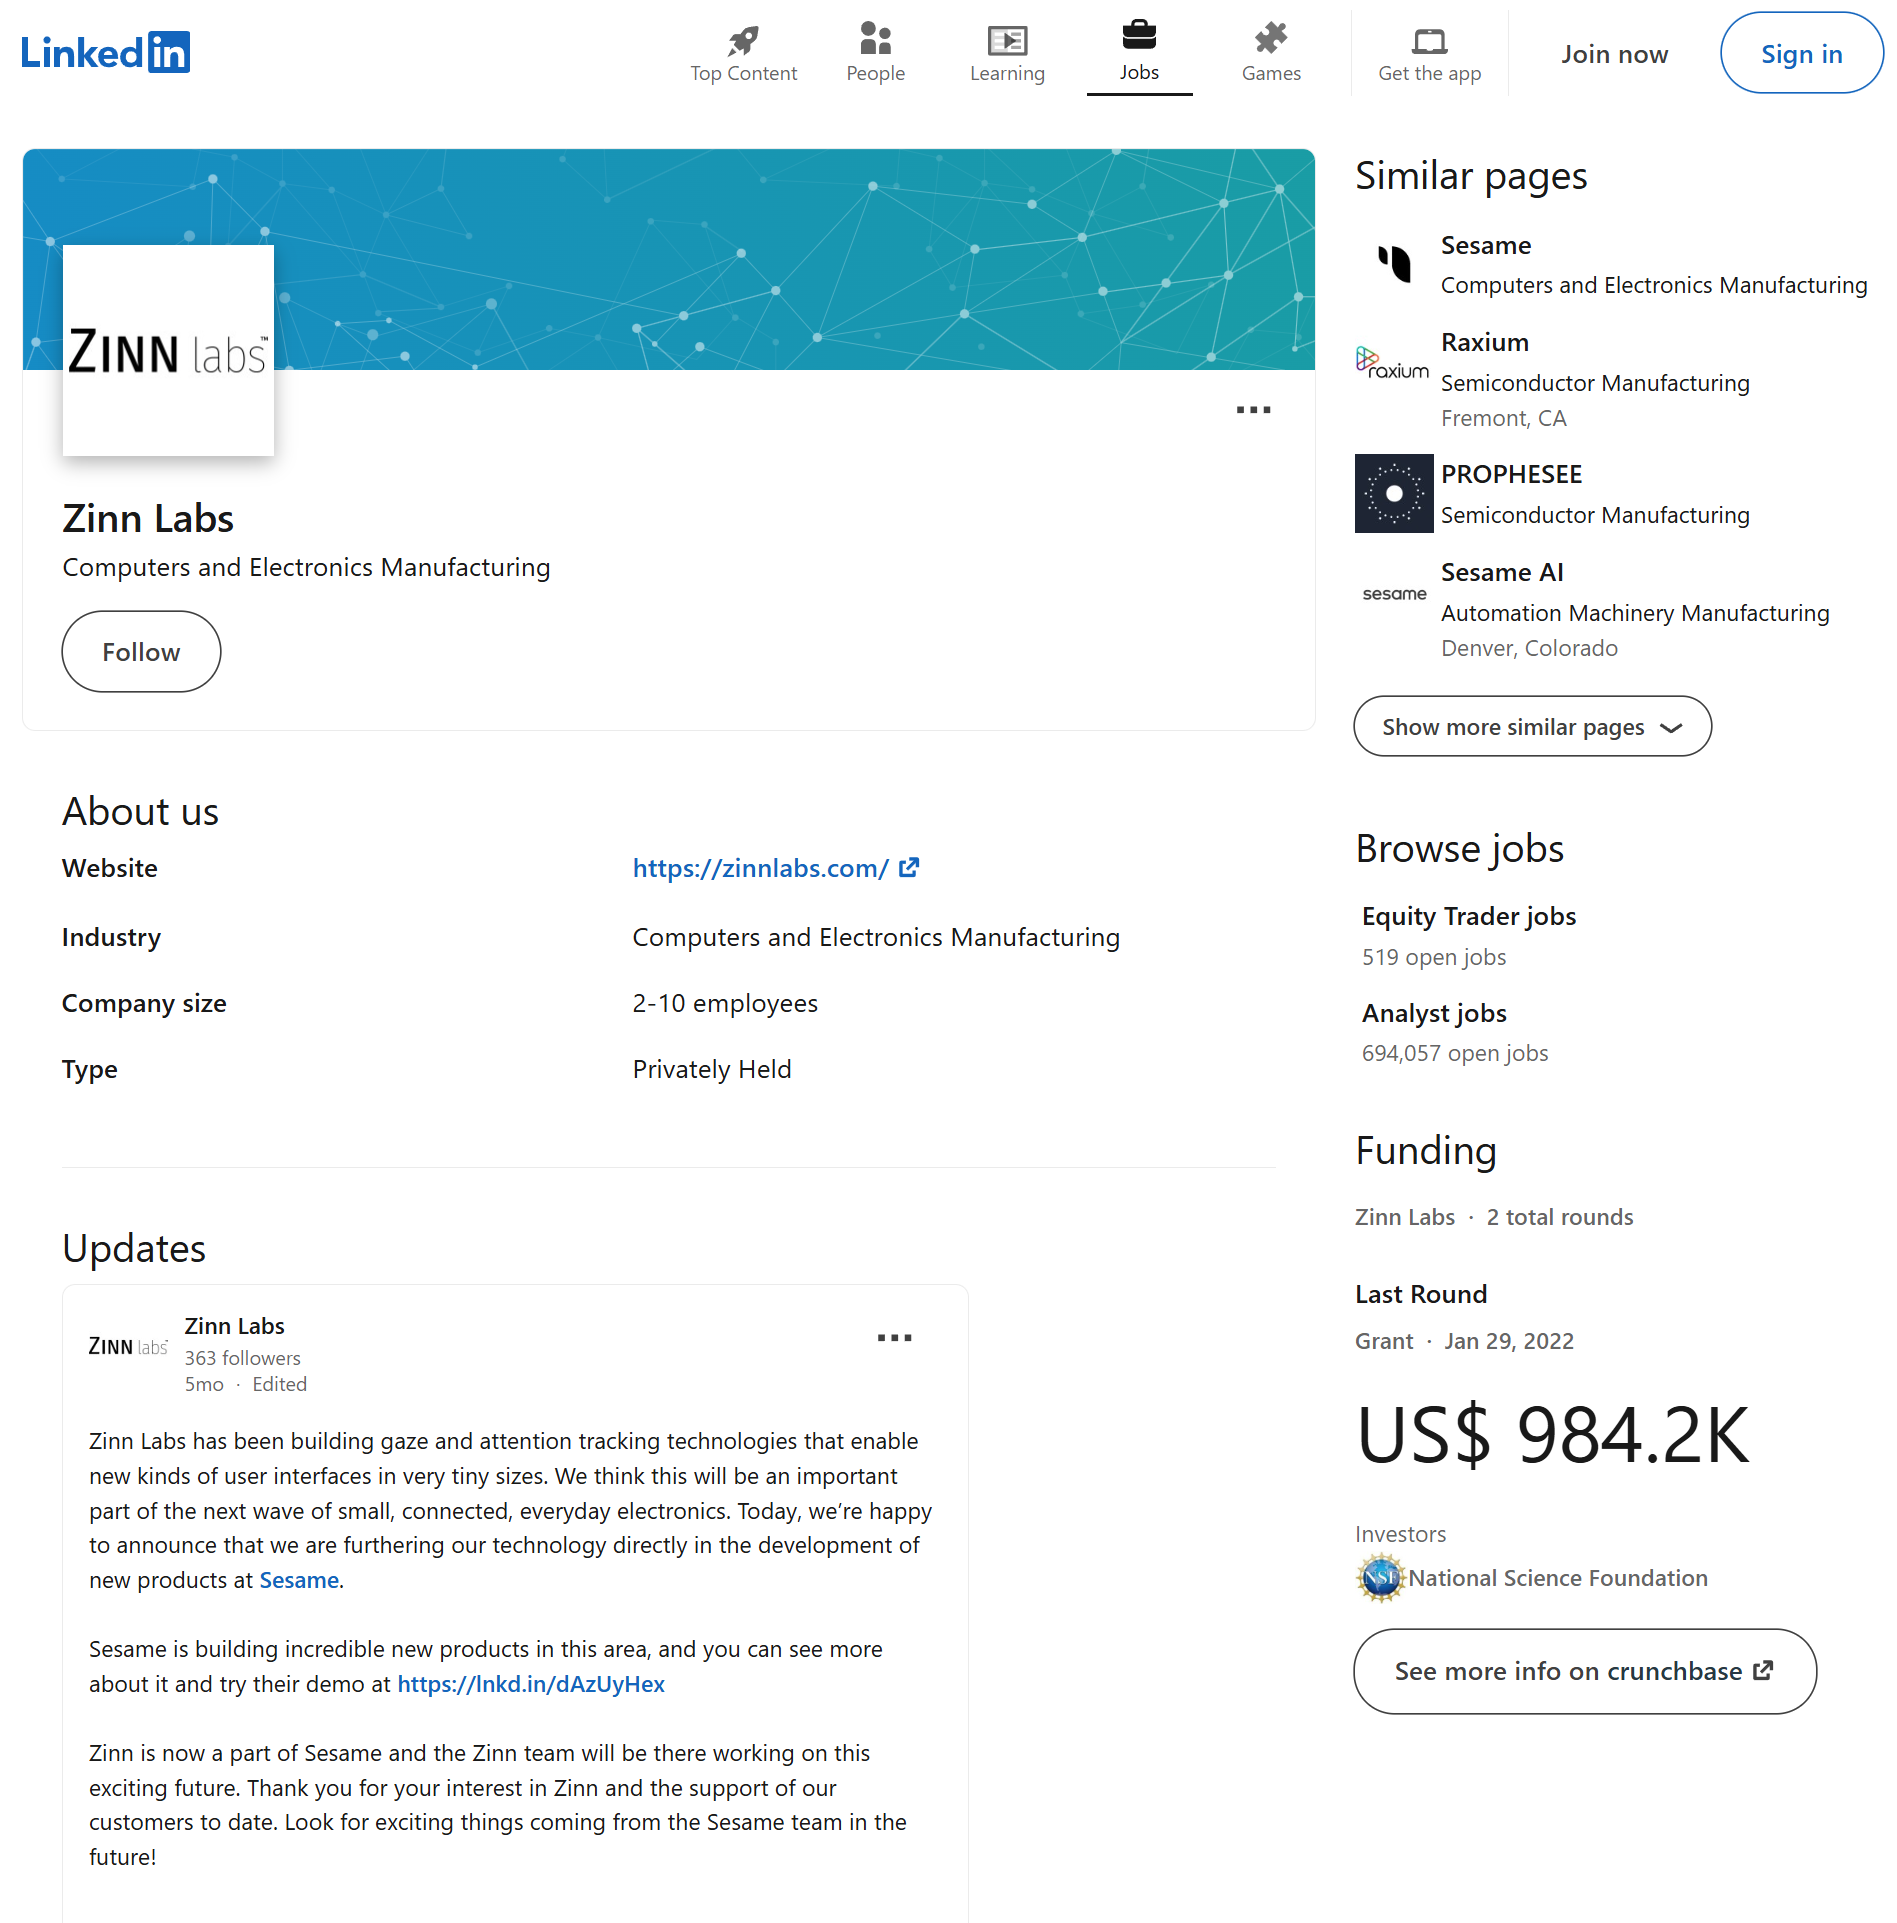 Linked in
Top Content
People
Learning
Jobs
Games
Get the app
Join now
Sign in
ZINN labs™
Zinn Labs
Computers and Electronics Manufacturing
Follow
About us
Website
https://zinnlabs.com/
Industry
Computers and Electronics Manufacturing
Company size
2-10 employees
Type
Privately Held
Updates
ZINN labs
Zinn Labs
363 followers
5mo · Edited
Zinn Labs has been building gaze and attention tracking technologies that enable
new kinds of user interfaces in very tiny sizes. We think this will be an important
part of the next wave of small, connected, everyday electronics. Today, we’re happy
to announce that we are furthering our technology directly in the development of
new products at Sesame.
Sesame is building incredible new products in this area, and you can see more
about it and try their demo at https://lnkd.in/dAzUyHex
Zinn is now a part of Sesame and the Zinn team will be there working on this
exciting future. Thank you for your interest in Zinn and the support of our
customers to date. Look for exciting things coming from the Sesame team in the
future!
Similar pages
Sesame
Computers and Electronics Manufacturing
raxium
Raxium
Semiconductor Manufacturing
Fremont, CA
PROPHESEE
Semiconductor Manufacturing
sesame
Sesame AI
Automation Machinery Manufacturing
Denver, Colorado
Show more similar pages
Browse jobs
Equity Trader jobs
519 open jobs
Analyst jobs
694,057 open jobs
Funding
Zinn Labs · 2 total rounds
Last Round
Grant · Jan 29, 2022
US$ 984.2K
Investors
NSF
National Science Foundation
See more info on crunchbase